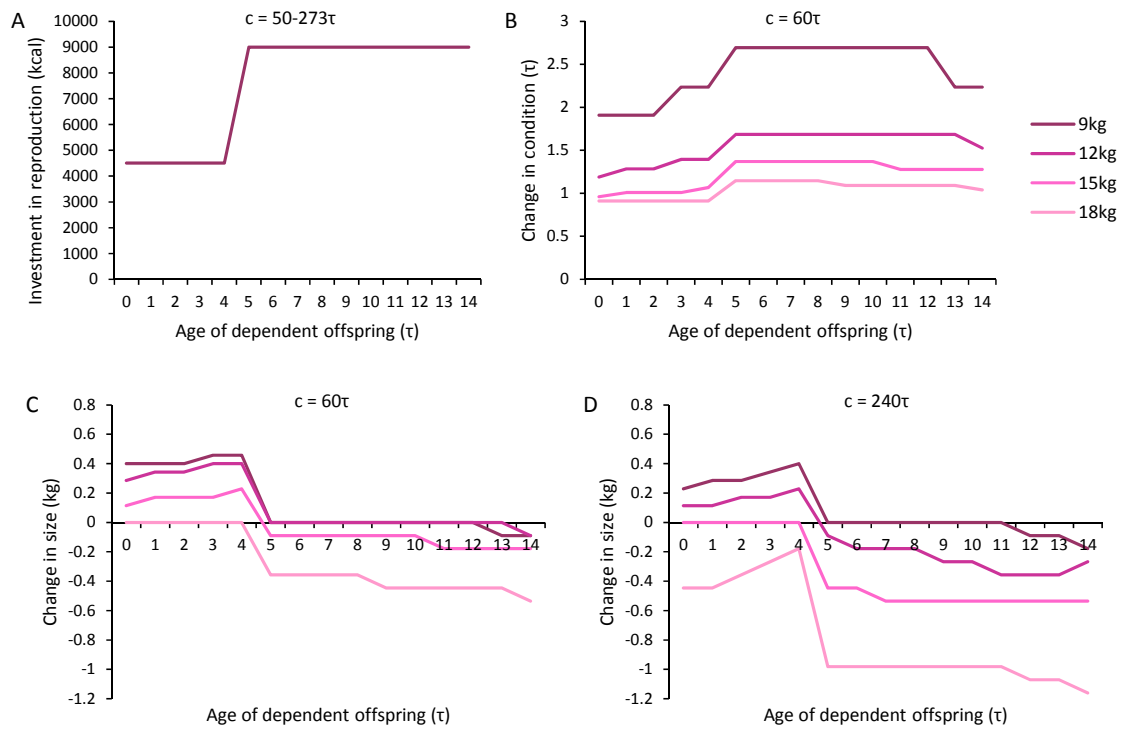 A
c = 50-273τ
Investment in reproduction (kcal)
10000
9000
8000
7000
6000
5000
4000
3000
2000
1000
0
0 1 2 3 4 5 6 7 8 9 10 11 12 13 14
Age of dependent offspring (τ)
B
c = 60τ
Change in condition (τ)
3
2.5
2
1.5
1
0.5
0
0 1 2 3 4 5 6 7 8 9 10 11 12 13 14
Age of dependent offspring (τ)
9kg
12kg
15kg
18kg
C
c = 60τ
Change in size (kg)
0.8
0.6
0.4
0.2
0
-0.2
-0.4
-0.6
-0.8
-1
-1.2
0 1 2 3 4 5 6 7 8 9 10 11 12 13 14
Age of dependent offspring (τ)
D
c = 240τ
Change in size (kg)
0.8
0.6
0.4
0.2
0
-0.2
-0.4
-0.6
-0.8
-1
-1.2
0 1 2 3 4 5 6 7 8 9 10 11 12 13 14
Age of dependent offspring (τ)